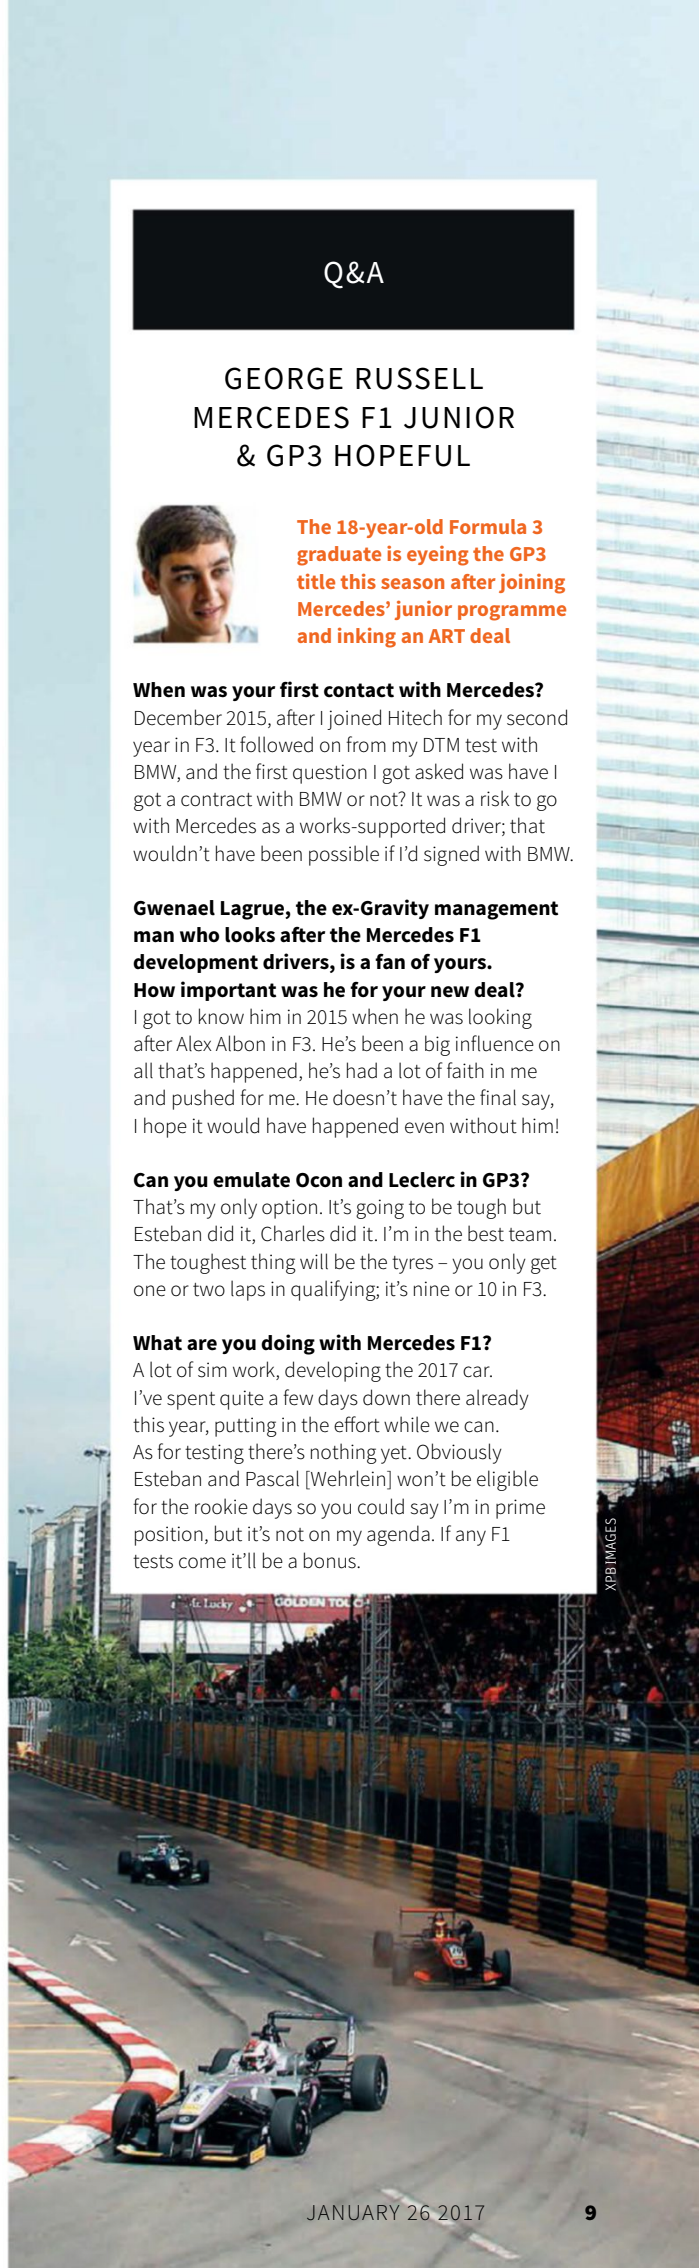 Q&A
GEORGE RUSSELL
MERCEDES F1 JUNIOR
& GP3 HOPEFUL
The 18-year-old Formula 3
graduate is eyeing the GP3
title this season after joining
Mercedes’ junior programme
and inking an ART deal
When was your first contact with Mercedes?
December 2015, after I joined Hitech for my second
year in F3. It followed on from my DTM test with
BMW, and the first question I got asked was have I
got a contract with BMW or not? It was a risk to go
with Mercedes as a works-supported driver; that
wouldn’t have been possible if I’d signed with BMW.
Gwenael Lagrue, the ex-Gravity management
man who looks after the Mercedes F1
development drivers, is a fan of yours.
How important was he for your new deal?
I got to know him in 2015 when he was looking
after Alex Albon in F3. He’s been a big influence on
all that’s happened, he’s had a lot of faith in me
and pushed for me. He doesn’t have the final say,
I hope it would have happened even without him!
Can you emulate Ocon and Leclerc in GP3?
That’s my only option. It’s going to be tough but
Esteban did it, Charles did it. I’m in the best team.
The toughest thing will be the tyres – you only get
one or two laps in qualifying; it’s nine or 10 in F3.
What are you doing with Mercedes F1?
A lot of sim work, developing the 2017 car.
I’ve spent quite a few days down there already
this year, putting in the effort while we can.
As for testing there’s nothing yet. Obviously
Esteban and Pascal [Wehrlein] won’t be eligible
for the rookie days so you could say I’m in prime
position, but it’s not on my agenda. If any F1
tests come it’ll be a bonus.
XPB IMAGES
Mr. Lucky
GOLDEN
JANUARY 26 2017 9